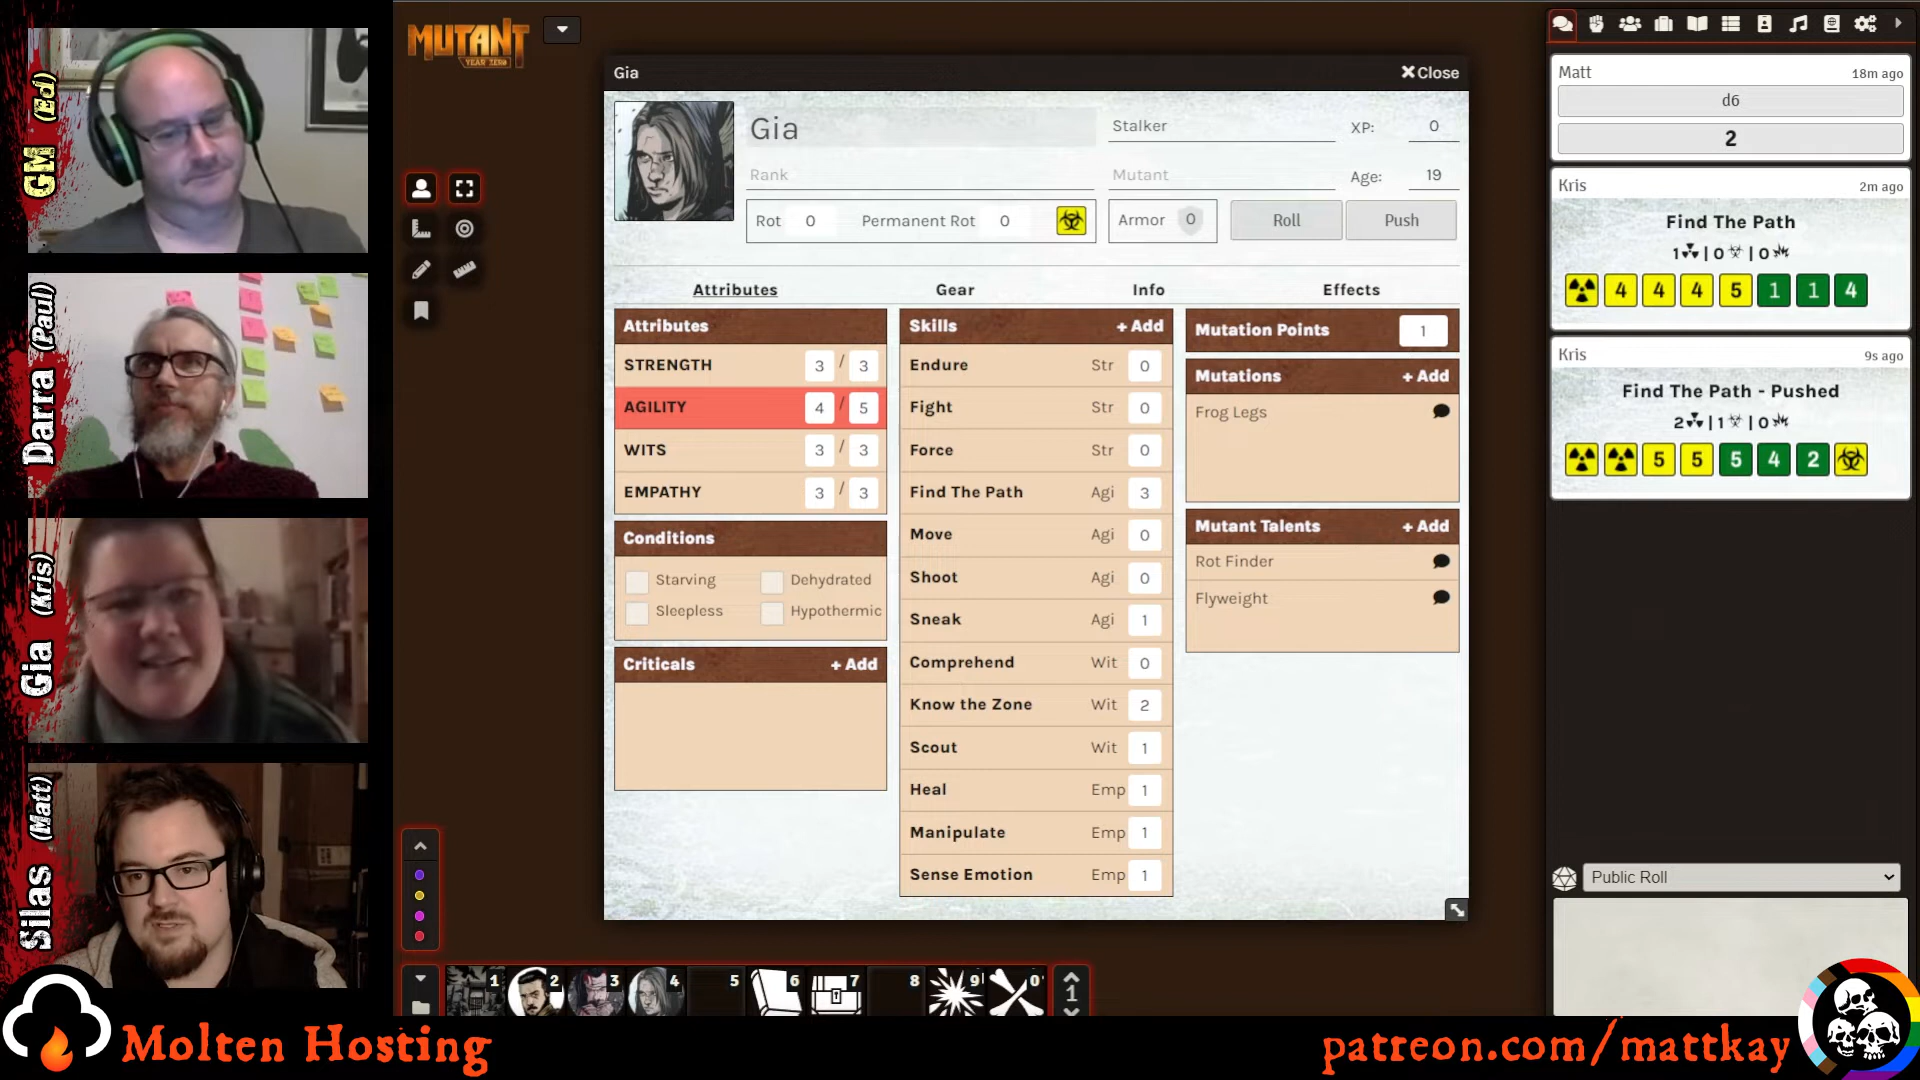 GM (Ed)
Darra (Paul)
Gia (Kris)
Silas (Matt)
MUTANT
YEAR ZERO
Gia
Close
Gia
Stalker
XP: 0
Rank
Mutant
Age: 19
Rot 0 Permanent Rot 0
Armor 0
Roll
Push
Attributes
Gear
Info
Effects
Attributes
STRENGTH 3 / 3
AGILITY 4 / 5
WITS 3 / 3
EMPATHY 3 / 3
Conditions
Starving Dehydrated
Sleepless Hypothermic
Criticals + Add
Skills + Add
Endure Str 0
Fight Str 0
Force Str 0
Find The Path Agi 3
Move Agi 0
Shoot Agi 0
Sneak Agi 1
Comprehend Wit 0
Know the Zone Wit 2
Scout Wit 1
Heal Emp 1
Manipulate Emp 1
Sense Emotion Emp 1
Mutation Points 1
Mutations + Add
Frog Legs
Mutant Talents + Add
Rot Finder
Flyweight
1 2 3 4 5 6 7 8 9 0
1
Matt 18m ago
d6
2
Kris 2m ago
Find The Path
1 | 0 | 0
4 4 4 5 1 1 4
Kris 9s ago
Find The Path - Pushed
2 | 1 | 0
5 5 5 4 2
Public Roll
Molten Hosting
patreon.com/mattkay